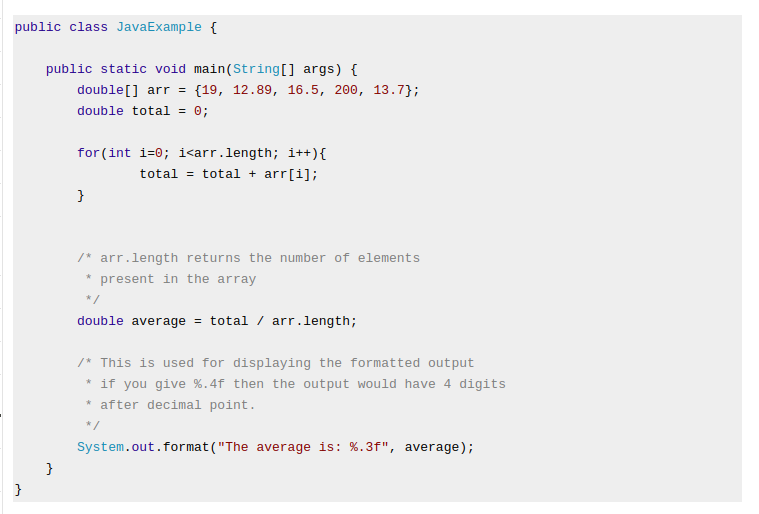 public class JavaExample {
public static void main(String[] args) {
double[] arr = {19, 12.89, 16.5, 200, 13.7};
double total = 0;
for(int i=0; i<arr.length; i++){
total = total + arr[i];
}
/* arr.length returns the number of elements
* present in the array
*/
double average = total / arr.length;
/* This is used for displaying the formatted output
* if you give %.4f then the output would have 4 digits
* after decimal point.
*/
System.out.format("The average is: %.3f", average);
}
}